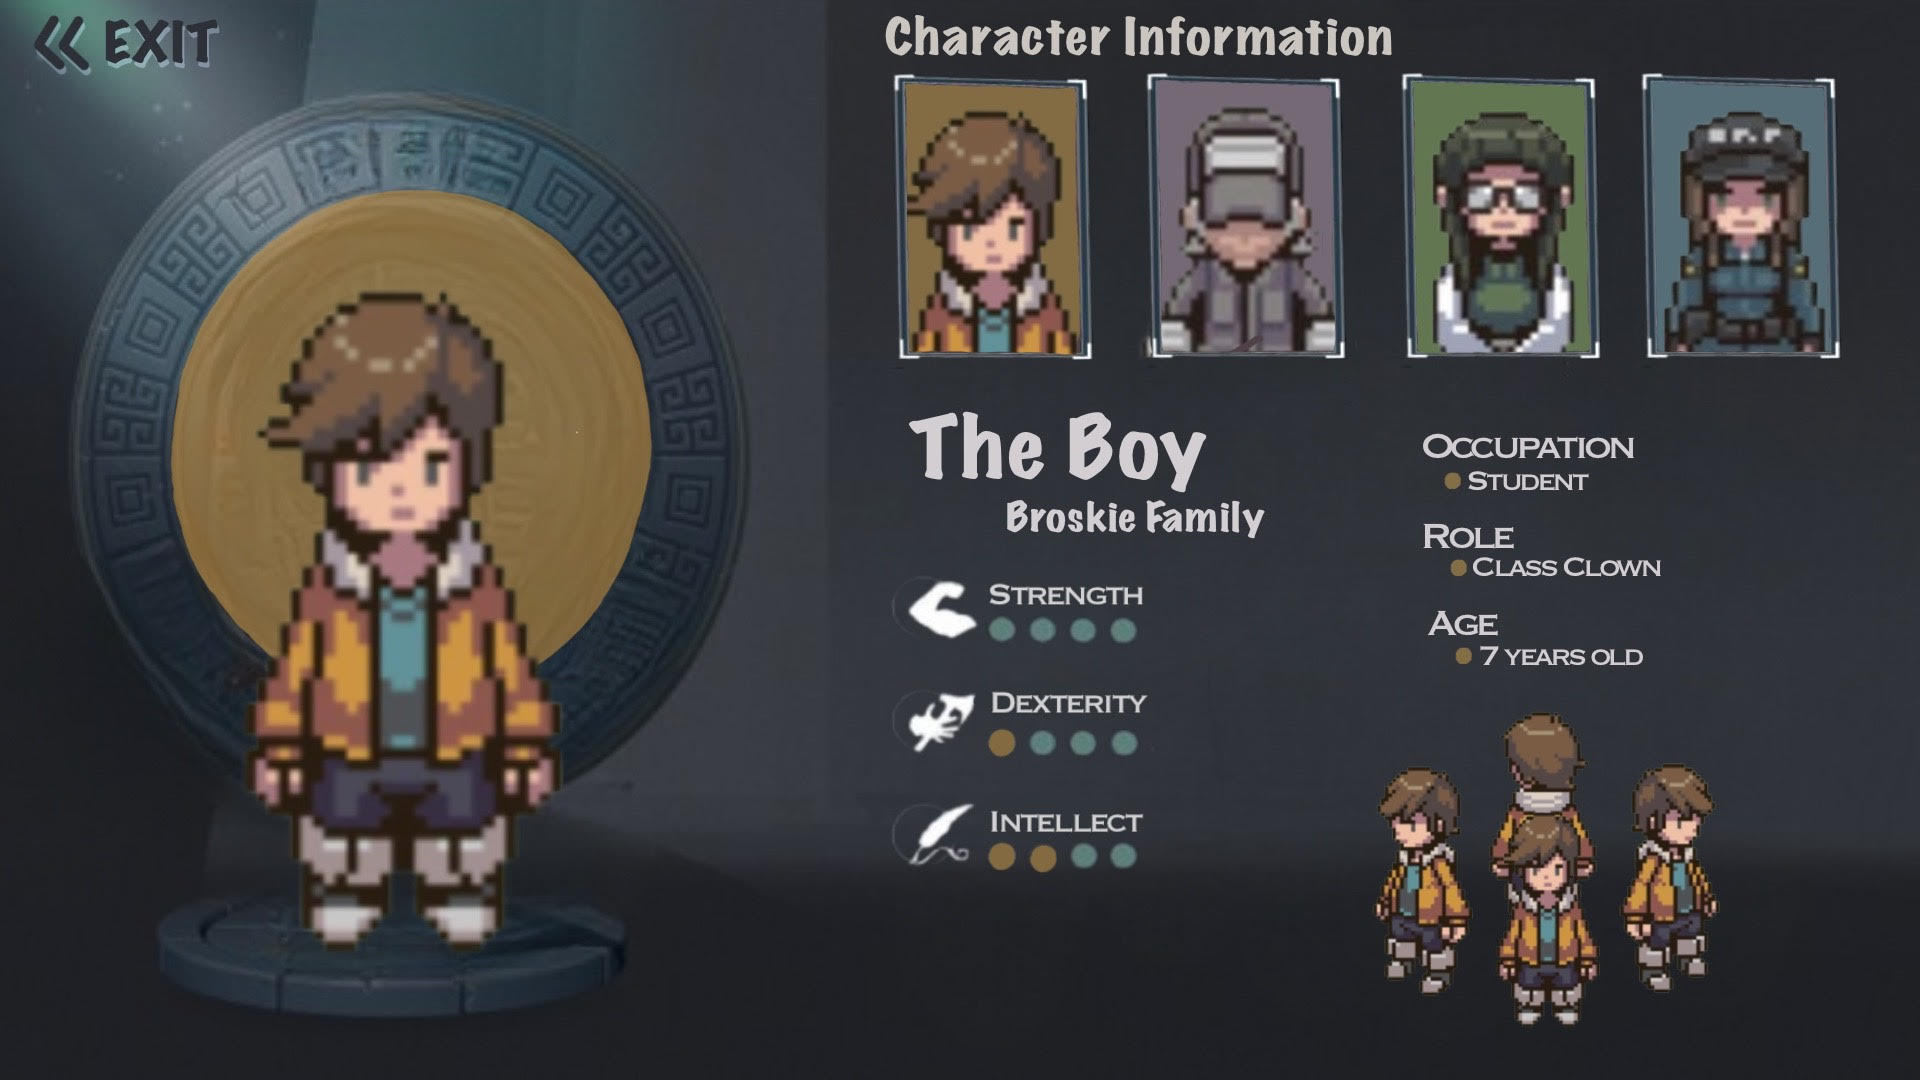 EXIT
Character Information
The Boy
Broskie Family
STRENGTH
DEXTERITY
INTELLECT
OCCUPATION
STUDENT
ROLE
CLASS CLOWN
AGE
7 YEARS OLD